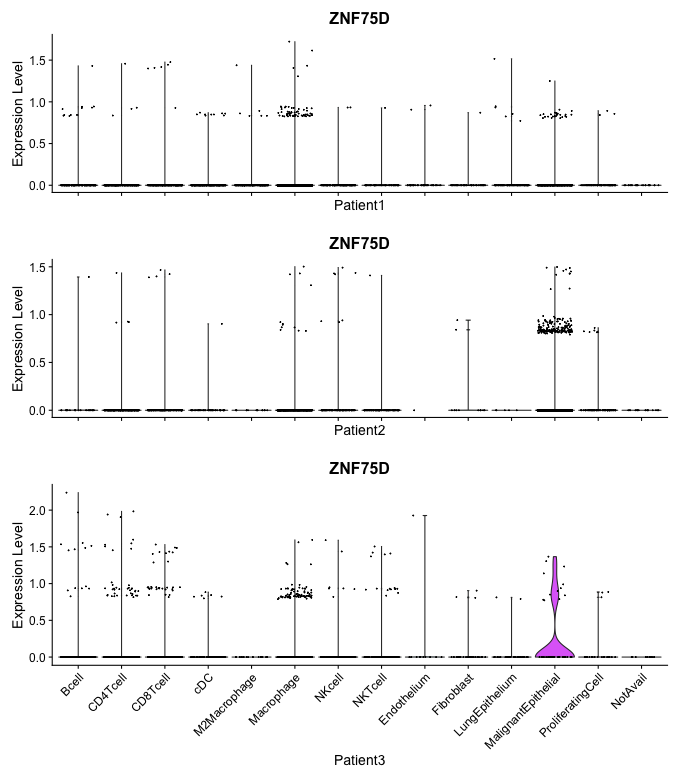 ZNF75D
Expression Level
1.5
1.0
0.5
0.0
Patient1
ZNF75D
Expression Level
1.5
1.0
0.5
0.0
Patient2
ZNF75D
Expression Level
2.0
1.5
1.0
0.5
0.0
Bcell
CD4Tcell
CD8Tcell
cDC
M2Macrophage
Macrophage
NKcell
NKTcell
Endothelium
Fibroblast
LungEpithelium
MalignantEpithelial
ProliferatingCell
NotAvail
Patient3